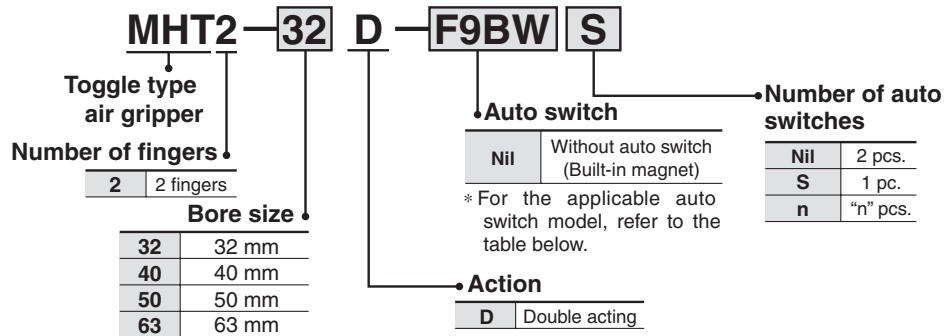 MHT2 — 32 D — F9BW S
Toggle type
air gripper
Number of fingers
2 2 fingers
Bore size
32 32 mm
40 40 mm
50 50 mm
63 63 mm
Auto switch
Nil Without auto switch
(Built-in magnet)
* For the applicable auto
switch model, refer to the
table below.
Action
D Double acting
Number of auto
switches
Nil 2 pcs.
S 1 pc.
n “n” pcs.